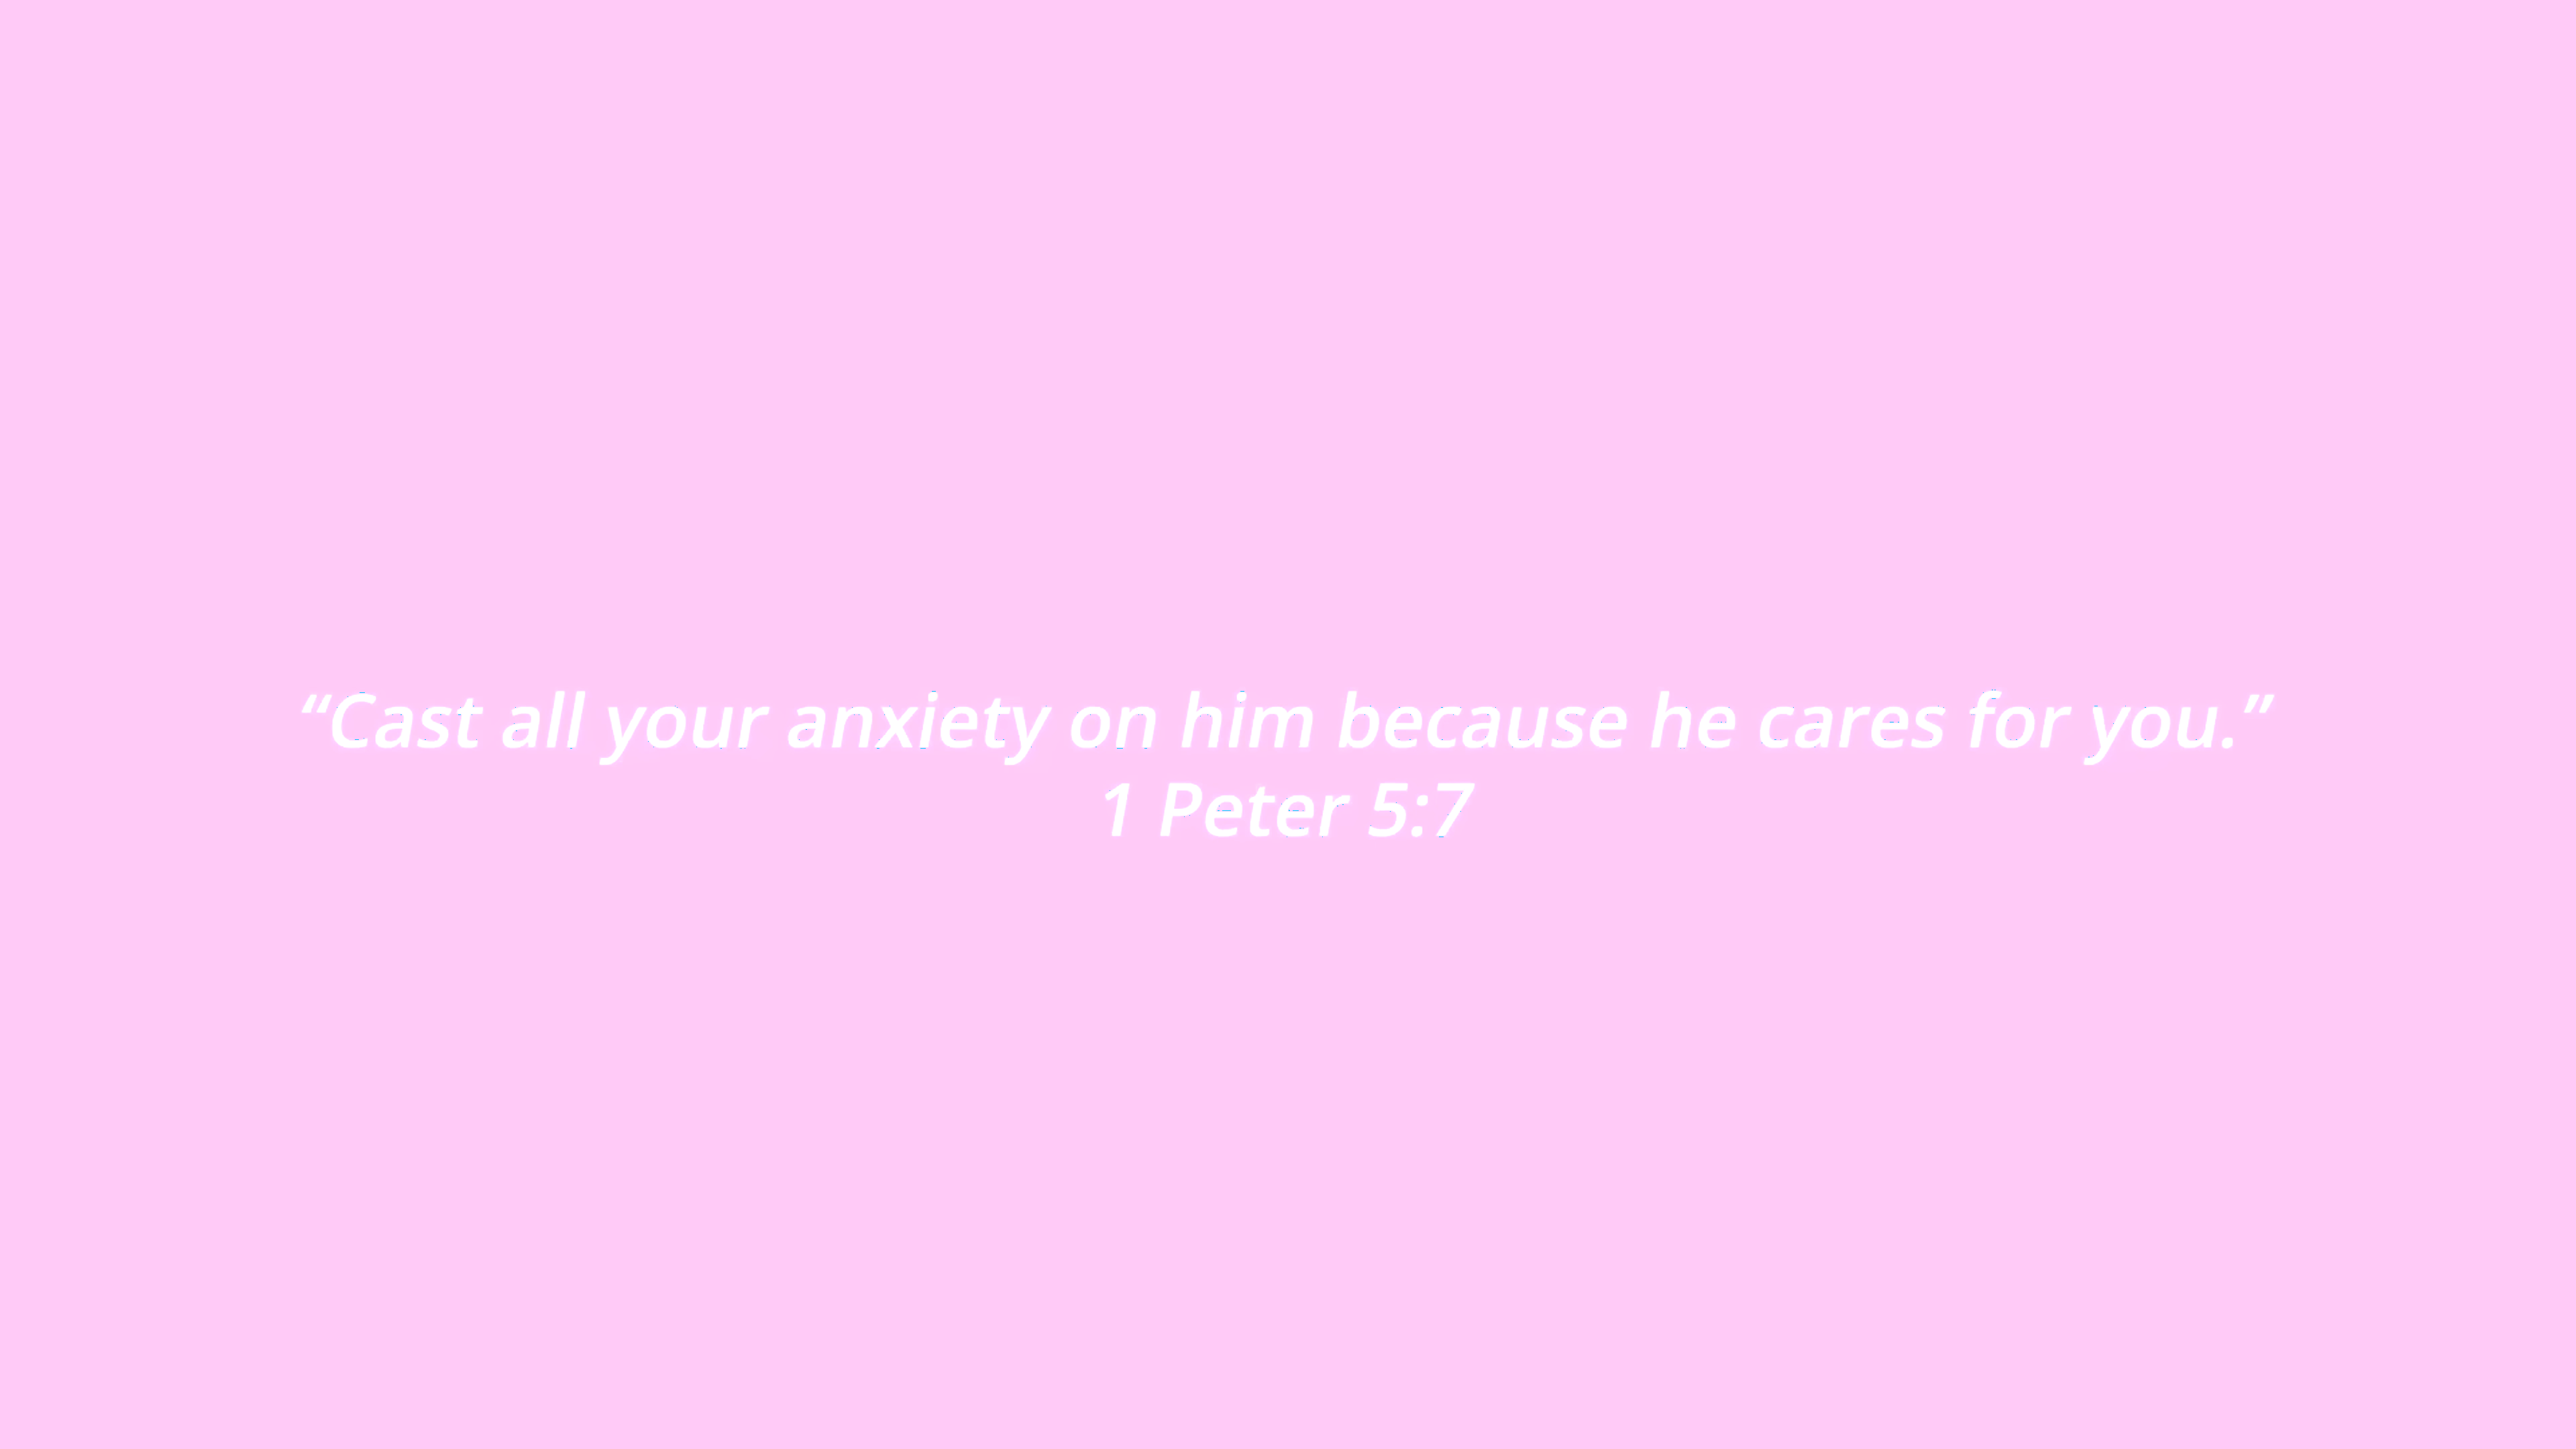 “Cast all your anxiety on him because he cares for you.”
1 Peter 5:7